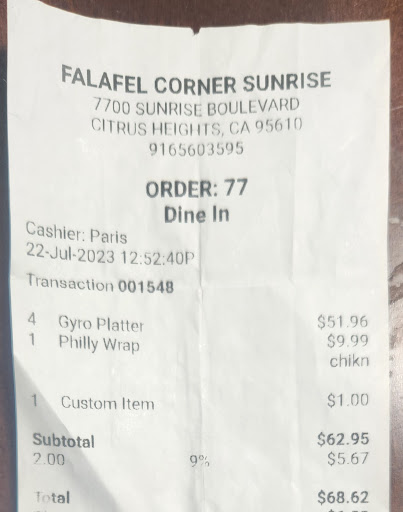 FALAFEL CORNER SUNRISE
7700 SUNRISE BOULEVARD
CITRUS HEIGHTS, CA 95610
9165603595
ORDER: 77
Dine In
Cashier: Paris
22-Jul-2023 12:52:40P
Transaction 001548
4 Gyro Platter $51.96
1 Philly Wrap $9.99
chikn
1 Custom Item $1.00
Subtotal $62.95
2.00 9% $5.67
Total $68.62